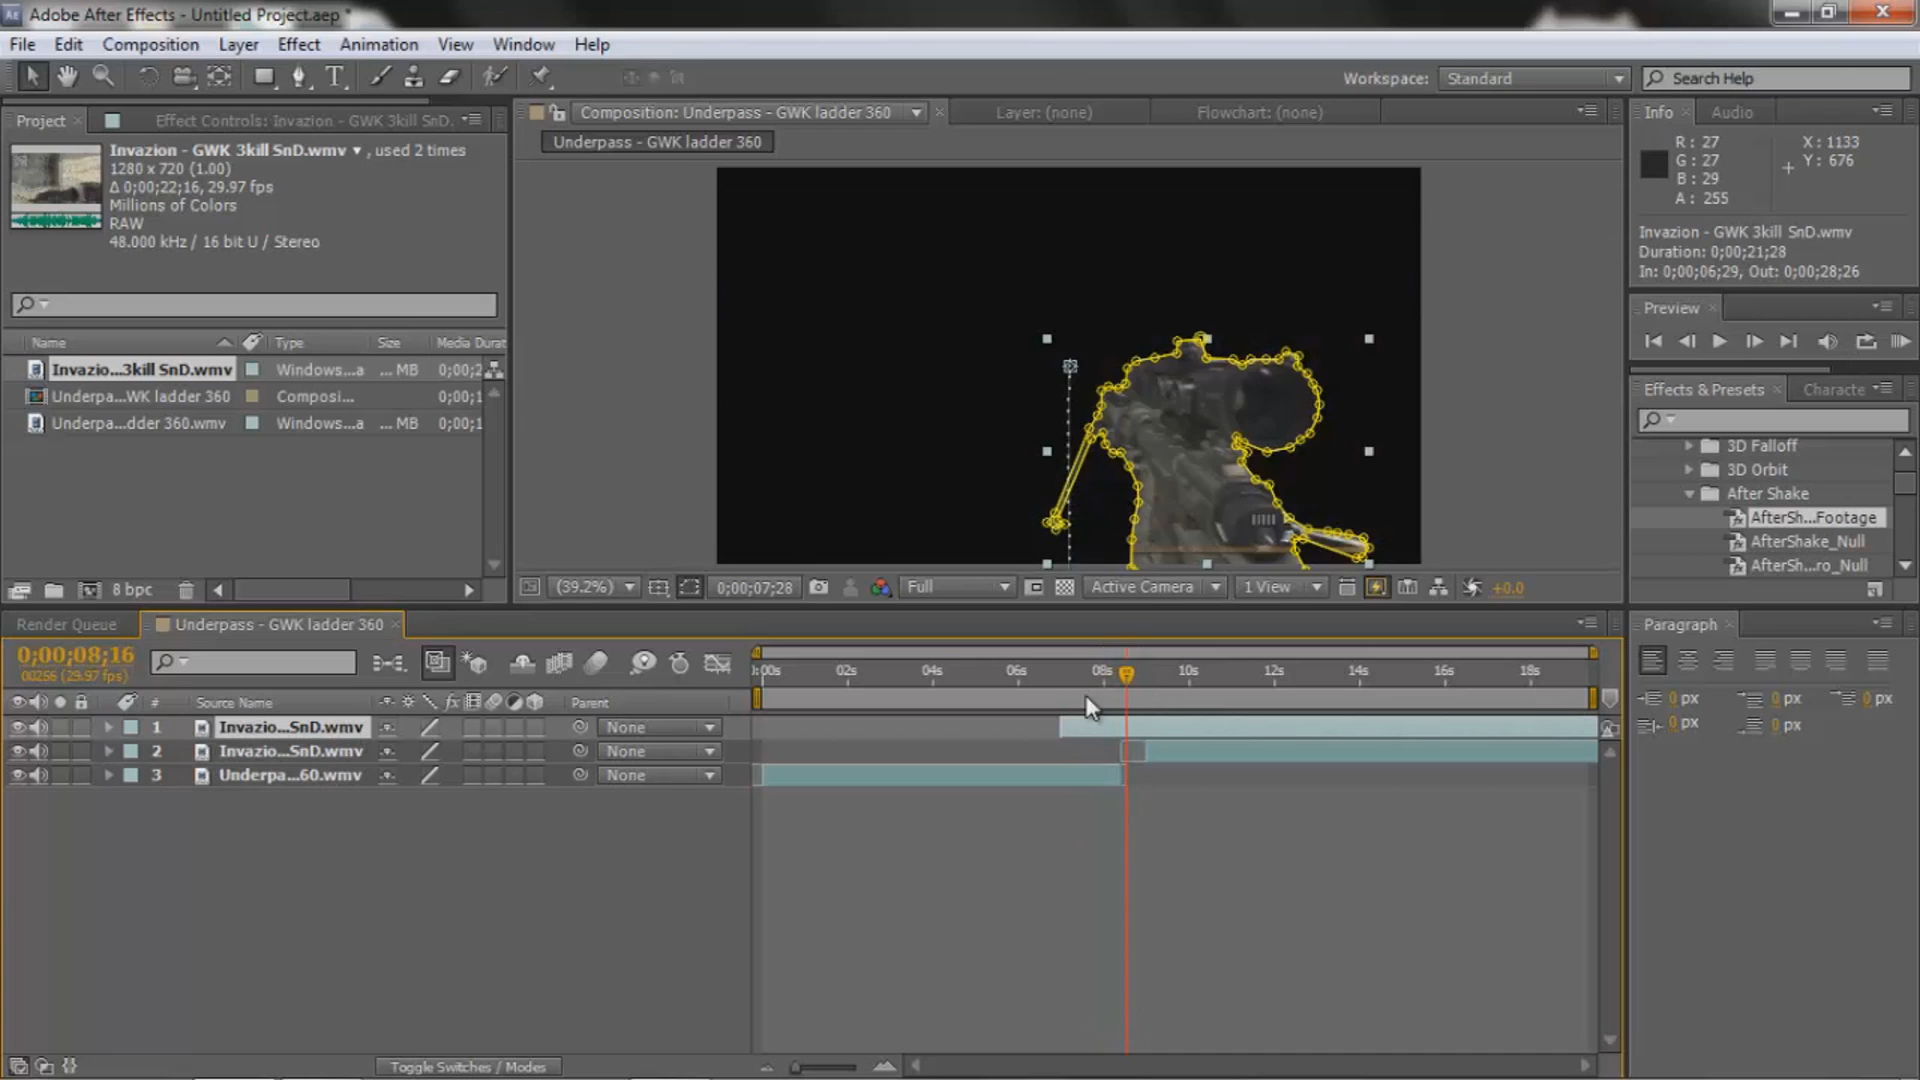 Adobe After Effects - Untitled Project.aep *
File Edit Composition Layer Effect Animation View Window Help
Workspace: Standard Search Help
Project Effect Controls: Invazion - GWK 3kill SnD.
Invazion - GWK 3kill SnD.wmv ▼ , used 2 times
1280 x 720 (1.00)
Δ 0;00;22;16, 29.97 fps
Millions of Colors
RAW
48.000 kHz / 16 bit U / Stereo
Name Type Size Media Durat
Invazio...3kill SnD.wmv Windows...a ... MB 0;00;2
Underpa...WK ladder 360 Composi... 0;00;1
Underpa...dder 360.wmv Windows...a ... MB 0;00;1
8 bpc
Composition: Underpass - GWK ladder 360 Layer: (none) Flowchart: (none)
Underpass - GWK ladder 360
(39.2%) 0;00;07;28 Full Active Camera 1 View +0.0
Info Audio
R : 27 X : 1133
G : 27 Y : 676
B : 29
A : 255
Invazion - GWK 3kill SnD.wmv
Duration: 0;00;21;28
In: 0;00;06;29, Out: 0;00;28;26
Preview
Effects & Presets Characte
3D Falloff
3D Orbit
After Shake
AfterSh...Footage
AfterShake_Null
AfterSh...ro_Null
Render Queue Underpass - GWK ladder 360
0;00;08;16
00256 (29.97 fps)
0:00s 02s 04s 06s 08s 10s 12s 14s 16s 18s
# Source Name fx Parent
1 Invazio...SnD.wmv None
2 Invazio...SnD.wmv None
3 Underpa...60.wmv None
Toggle Switches / Modes
Paragraph
0 px 0 px 0 px
0 px 0 px